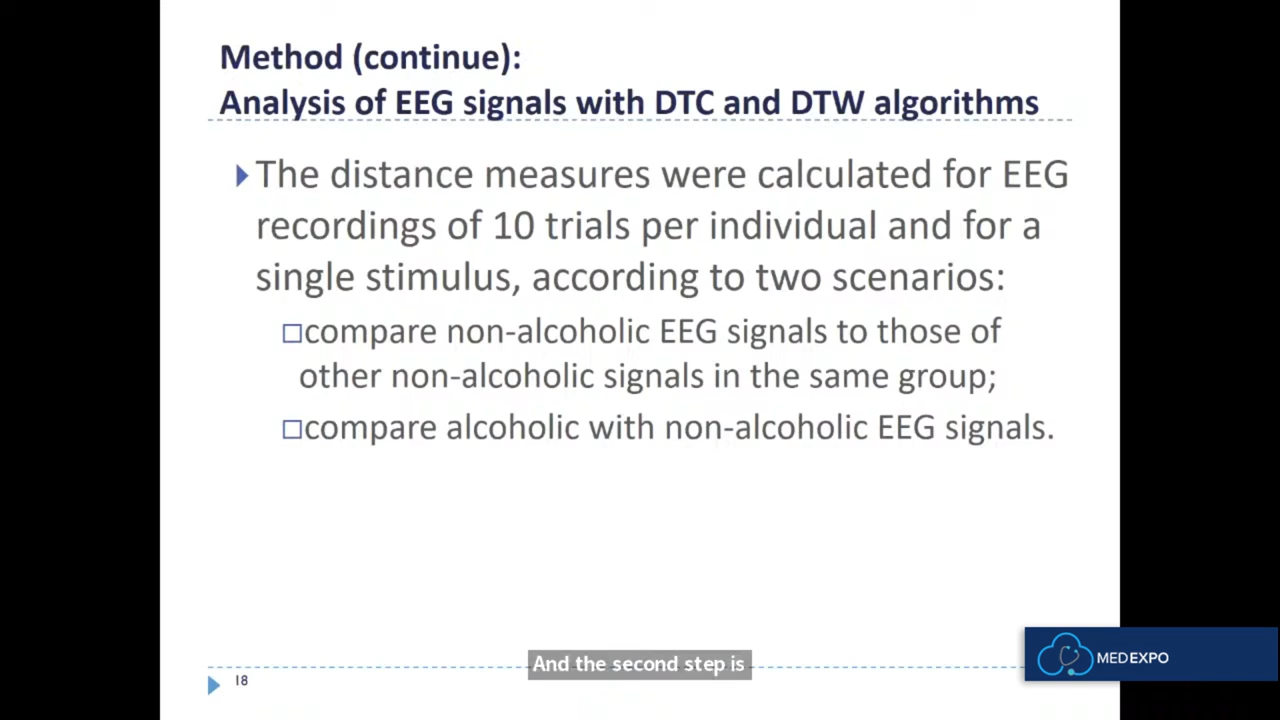 Method (continue):
Analysis of EEG signals with DTC and DTW algorithms
The distance measures were calculated for EEG
recordings of 10 trials per individual and for a
single stimulus, according to two scenarios:
compare non-alcoholic EEG signals to those of
other non-alcoholic signals in the same group;
compare alcoholic with non-alcoholic EEG signals.
And the second step is
MEDEXPO
18